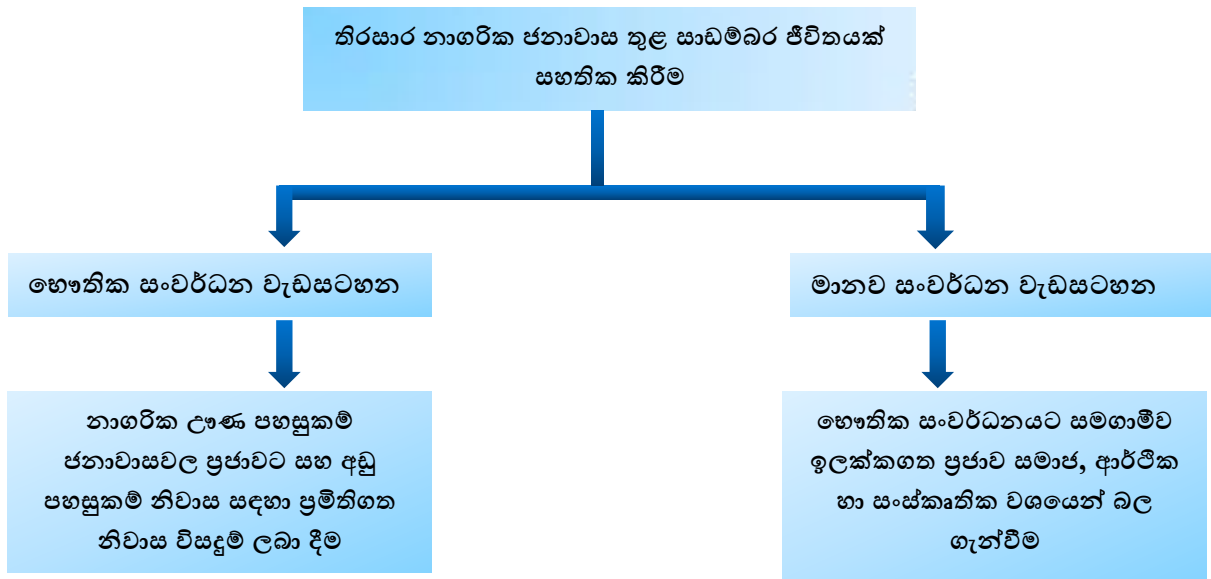 තිරසාර නාගරික ජනාවාස තුළ සාඩම්බර ජීවිතයක්
සහතික කිරීම
භෞතික සංවර්ධන වැඩසටහන
මානව සංවර්ධන වැඩසටහන
නාගරික ඌණ පහසුකම්
ජනාවාසවල ප්‍රජාවට සහ අඩු
පහසුකම් නිවාස සඳහා ප්‍රමිතිගත
නිවාස විසඳුම් ලබා දීම
භෞතික සංවර්ධනයට සමගාමීව
ඉලක්කගත ප්‍රජාව සමාජ, ආර්ථික
හා සංස්කෘතික වශයෙන් බල
ගැන්වීම